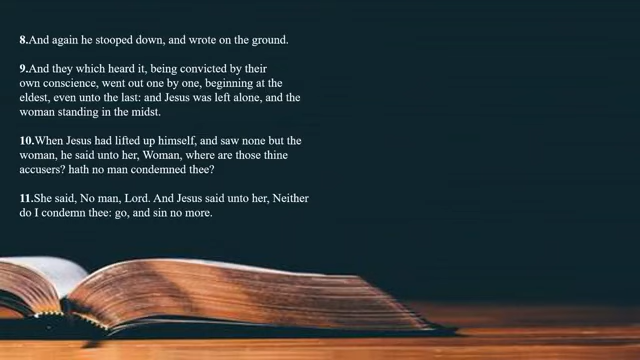 8.And again he stooped down, and wrote on the ground.
9.And they which heard it, being convicted by their
own conscience, went out one by one, beginning at the
eldest, even unto the last: and Jesus was left alone, and the
woman standing in the midst.
10.When Jesus had lifted up himself, and saw none but the
woman, he said unto her, Woman, where are those thine
accusers? hath no man condemned thee?
11.She said, No man, Lord. And Jesus said unto her, Neither
do I condemn thee: go, and sin no more.